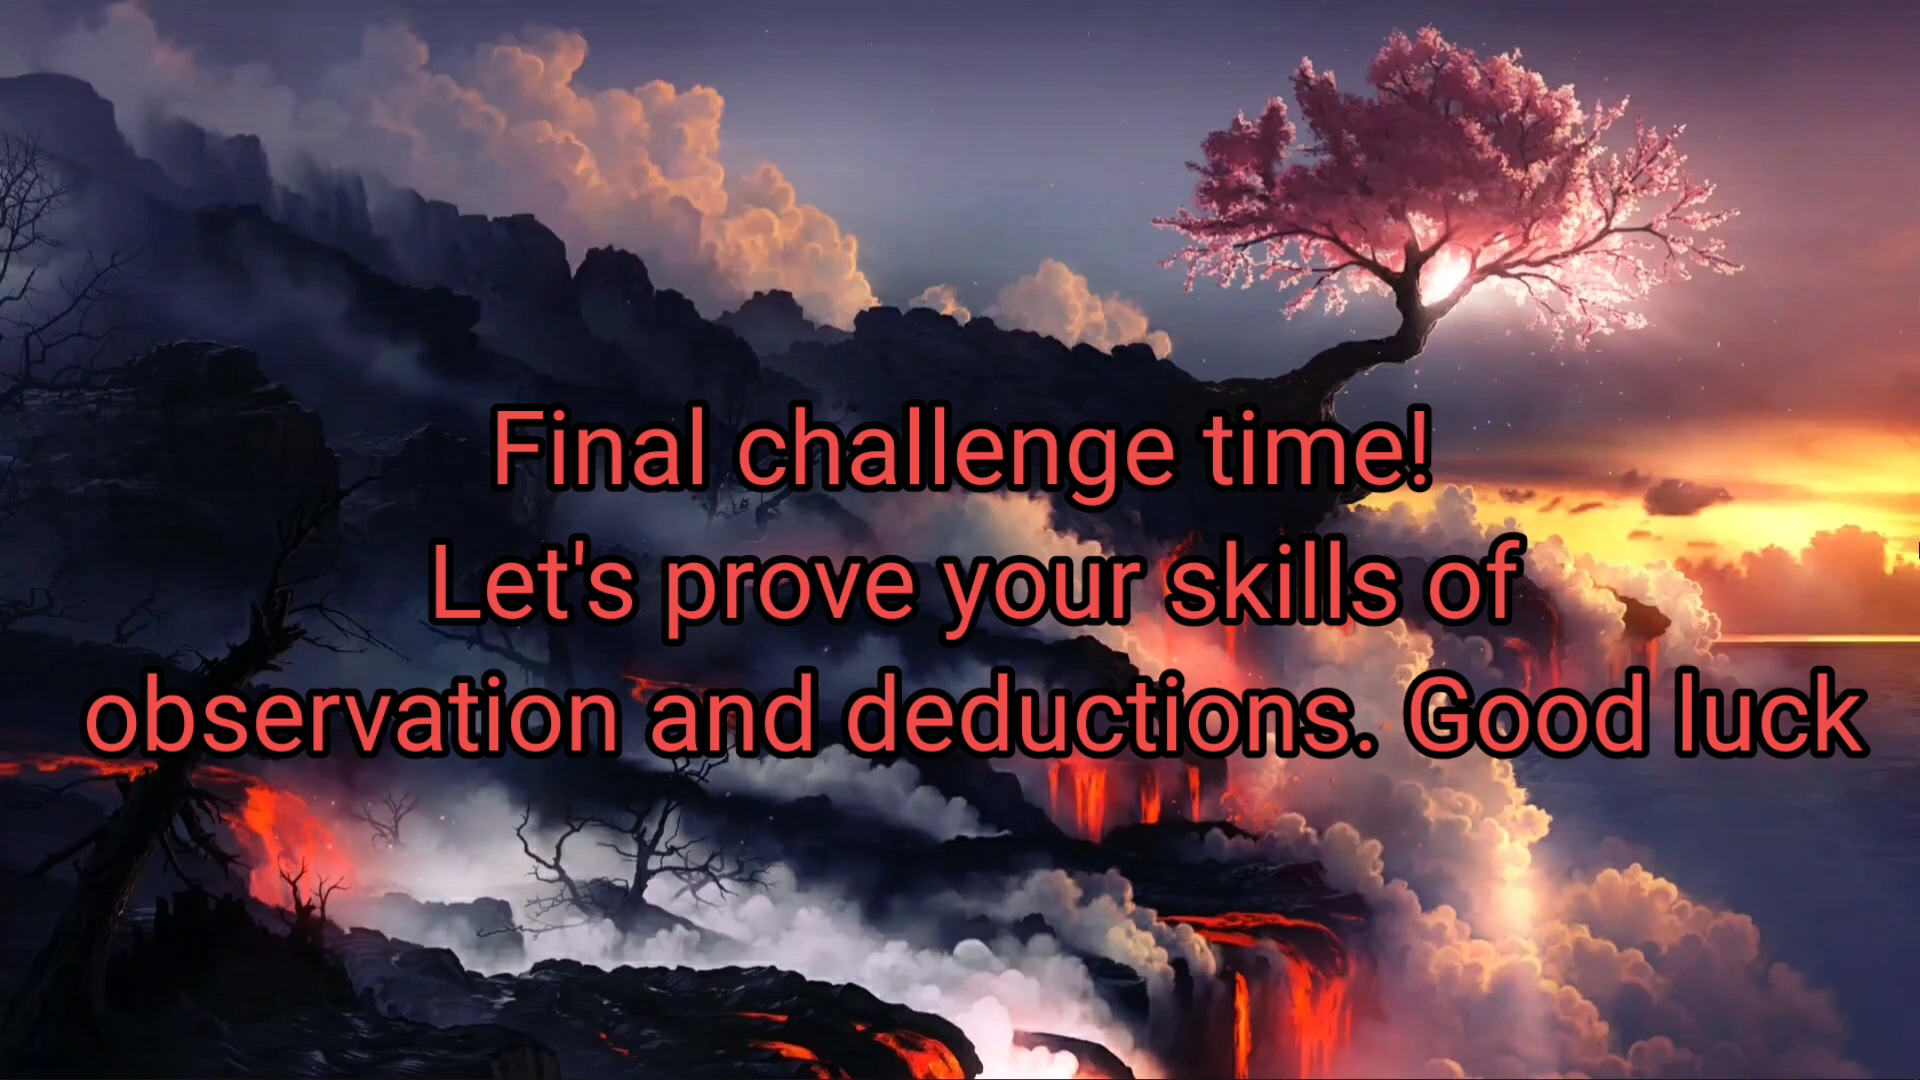 Final challenge time!
Let's prove your skills of
observation and deductions. Good luck